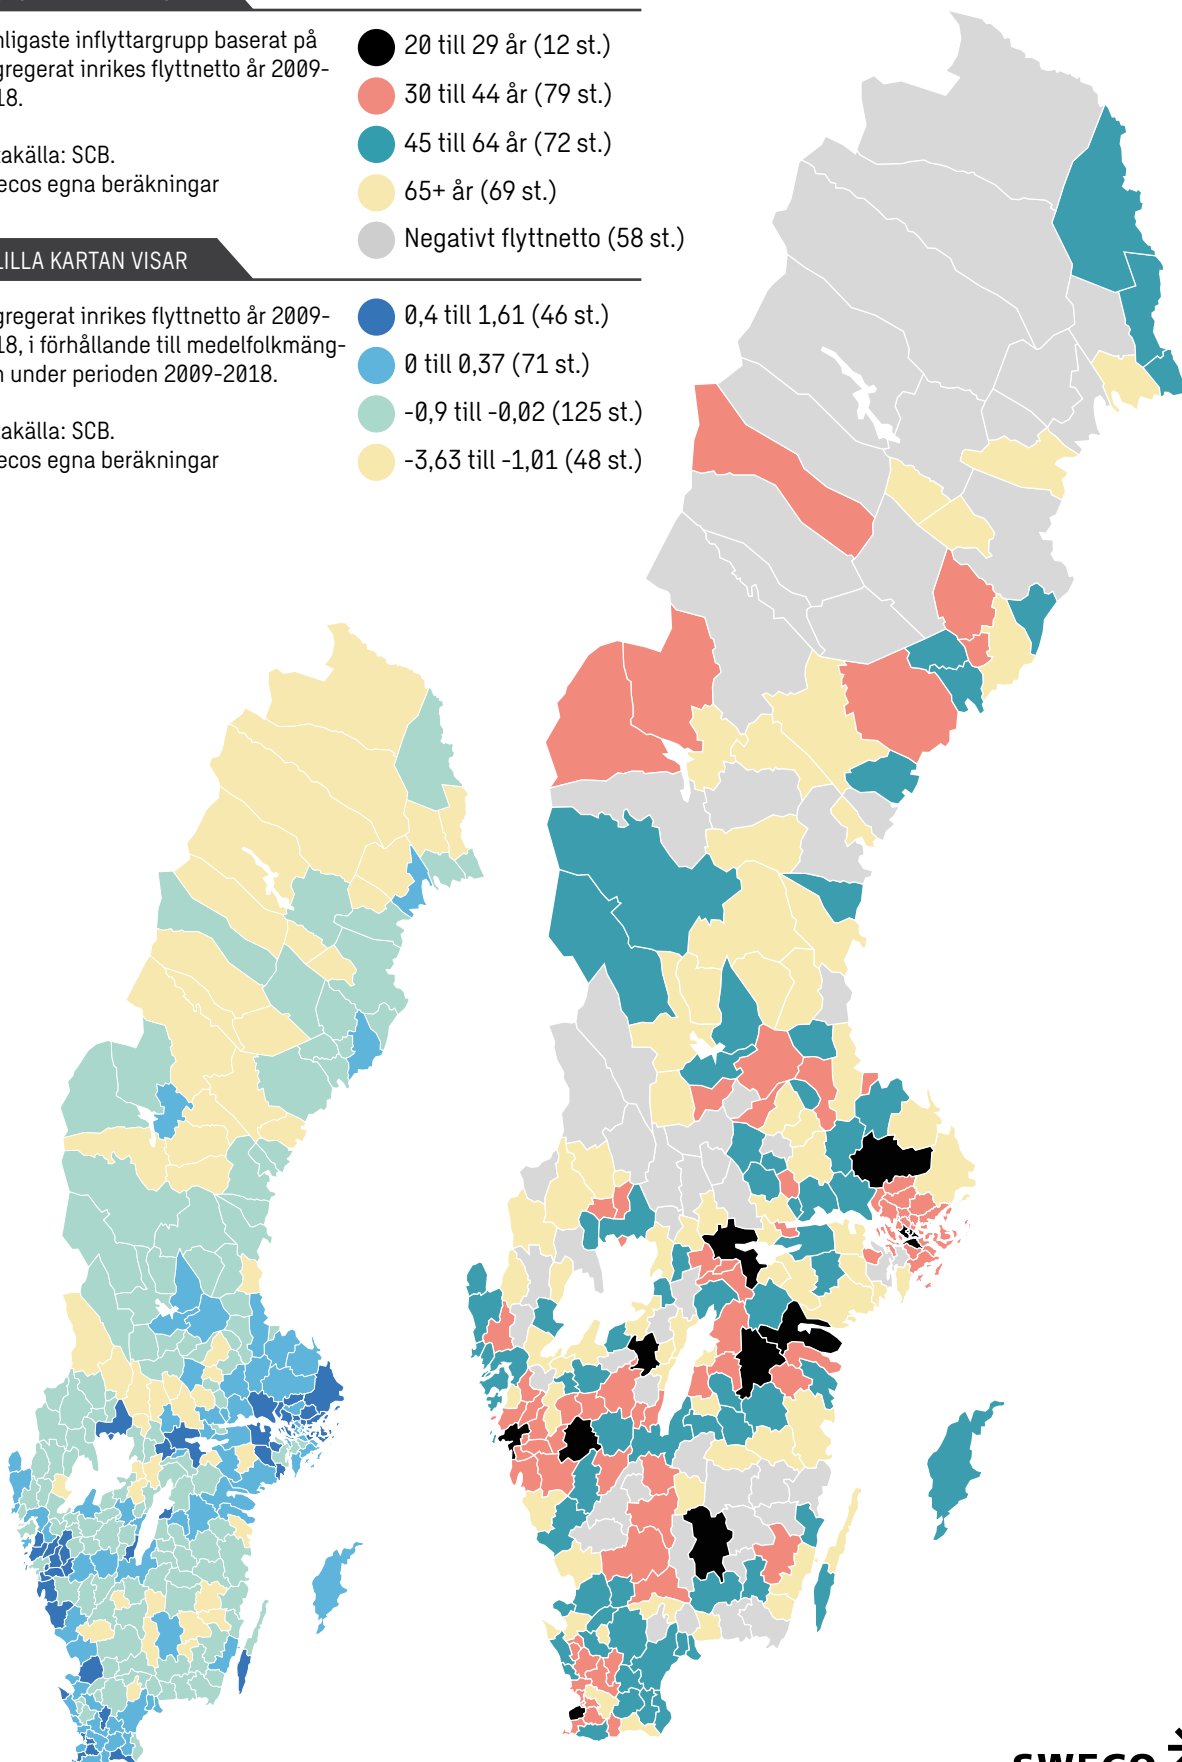 nligaste inflyttargrupp baserat på
gregerat inrikes flyttnetto år 2009-
18.
takälla: SCB.
ecos egna beräkningar
20 till 29 år (12 st.)
30 till 44 år (79 st.)
45 till 64 år (72 st.)
65+ år (69 st.)
Negativt flyttnetto (58 st.)
LILLA KARTAN VISAR
gregerat inrikes flyttnetto år 2009-
18, i förhållande till medelfolkmäng-
n under perioden 2009-2018.
takälla: SCB.
ecos egna beräkningar
0,4 till 1,61 (46 st.)
0 till 0,37 (71 st.)
-0,9 till -0,02 (125 st.)
-3,63 till -1,01 (48 st.)
SWECO